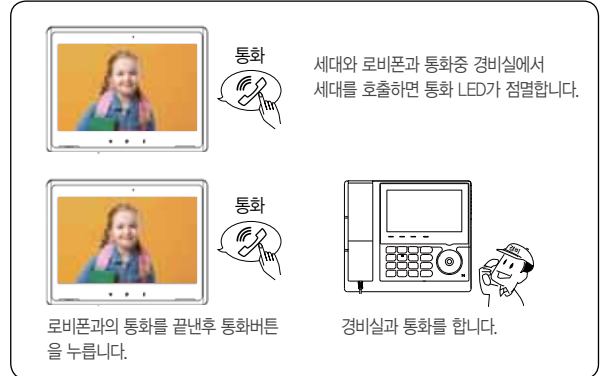 통화
세대와 로비폰과 통화중 경비실에서
세대를 호출하면 통화 LED가 점멸합니다.
통화
경비
로비폰과의 통화를 끝낸후 통화버튼
을 누릅니다.
경비실과 통화를 합니다.